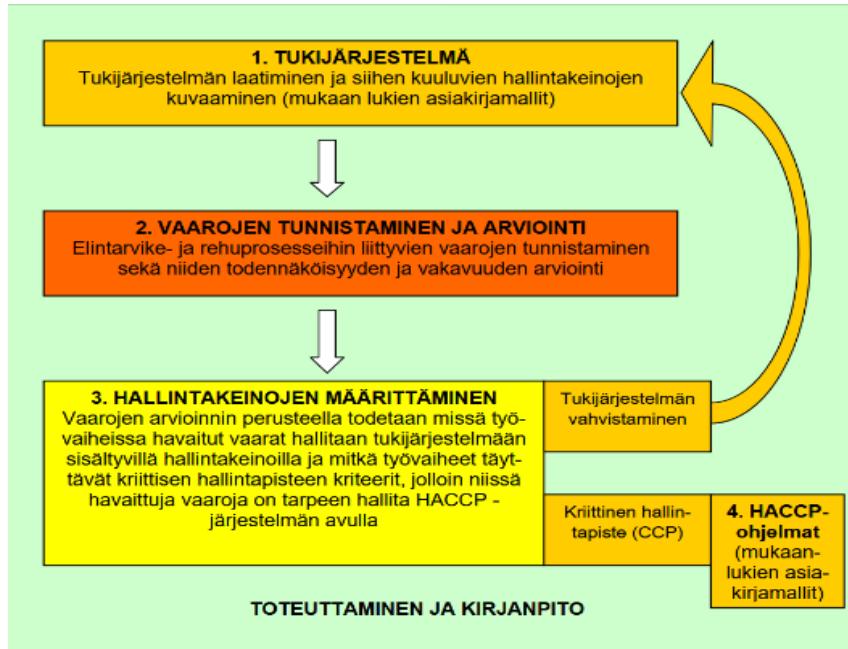 1. TUKIJÄRJESTELMÄ
Tukijärjestelmän laatiminen ja siihen kuuluvien hallintakeinojen
kuvaaminen (mukaan lukien asiakirjamallit)
2. VAAROJEN TUNNISTAMINEN JA ARVIOINTI
Elintarvike- ja rehuprosesseihin liittyvien vaarojen tunnistaminen
sekä niiden todennäköisyyden ja vakavuuden arviointi
3. HALLINTAKEINOJEN MÄÄRITTÄMINEN
Vaarojen arvioinnin perusteella todetaan missä työ-
vaiheissa havaitut vaarat hallitaan tukijärjestelmään
sisältyvillä hallintakeinoilla ja mitkä työvaiheet täyt-
tävät kriittisen hallintapisteen kriteerit, jolloin niissä
havaittuja vaaroja on tarpeen hallita HACCP -
järjestelmän avulla
Tukijärjestelmän
vahvistaminen
Kriittinen hallin-
tapiste (CCP)
4. HACCP-
ohjelmat
(mukaan-
lukien asia-
kirjamallit)
TOTEUTTAMINEN JA KIRJANPITO